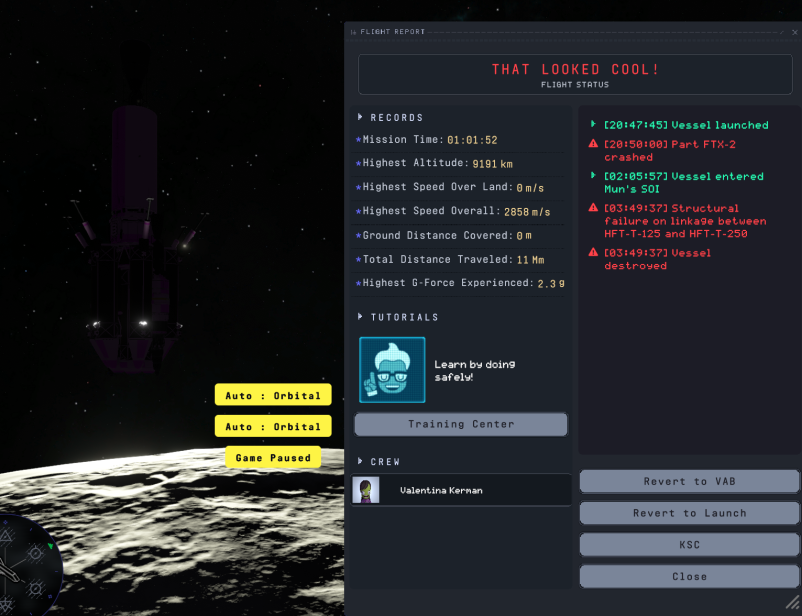 FLIGHT REPORT
THAT LOOKED COOL!
FLIGHT STATUS
RECORDS
*Mission Time: 01:01:52
*Highest Altitude: 9191 km
*Highest Speed Over Land: 0 m/s
*Highest Speed Overall: 2858 m/s
*Ground Distance Covered: 0 m
*Total Distance Traveled: 11 Mm
*Highest G-Force Experienced: 2.3 g
TUTORIALS
Learn by doing
safely!
Training Center
CREW
Valentina Kerman
[20:47:45] Vessel launched
[20:50:00] Part FTX-2
crashed
[02:05:57] Vessel entered
Mun's SOI
[03:49:37] Structural
failure on linkage between
HFT-T-125 and HFT-T-250
[03:49:37] Vessel
destroyed
Revert to VAB
Revert to Launch
KSC
Close
Auto : Orbital
Auto : Orbital
Game Paused